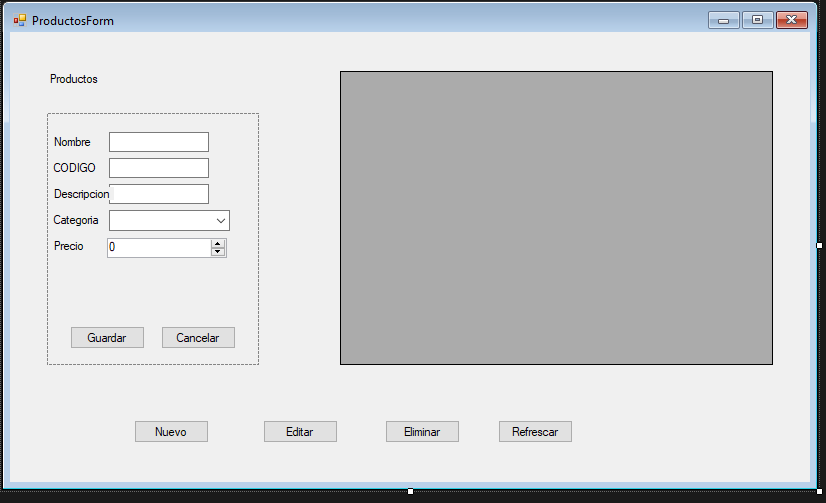 ProductosForm
Productos
Nombre
CODIGO
Descripcion
Categoria
Precio 0
Guardar Cancelar
Nuevo Editar Eliminar Refrescar